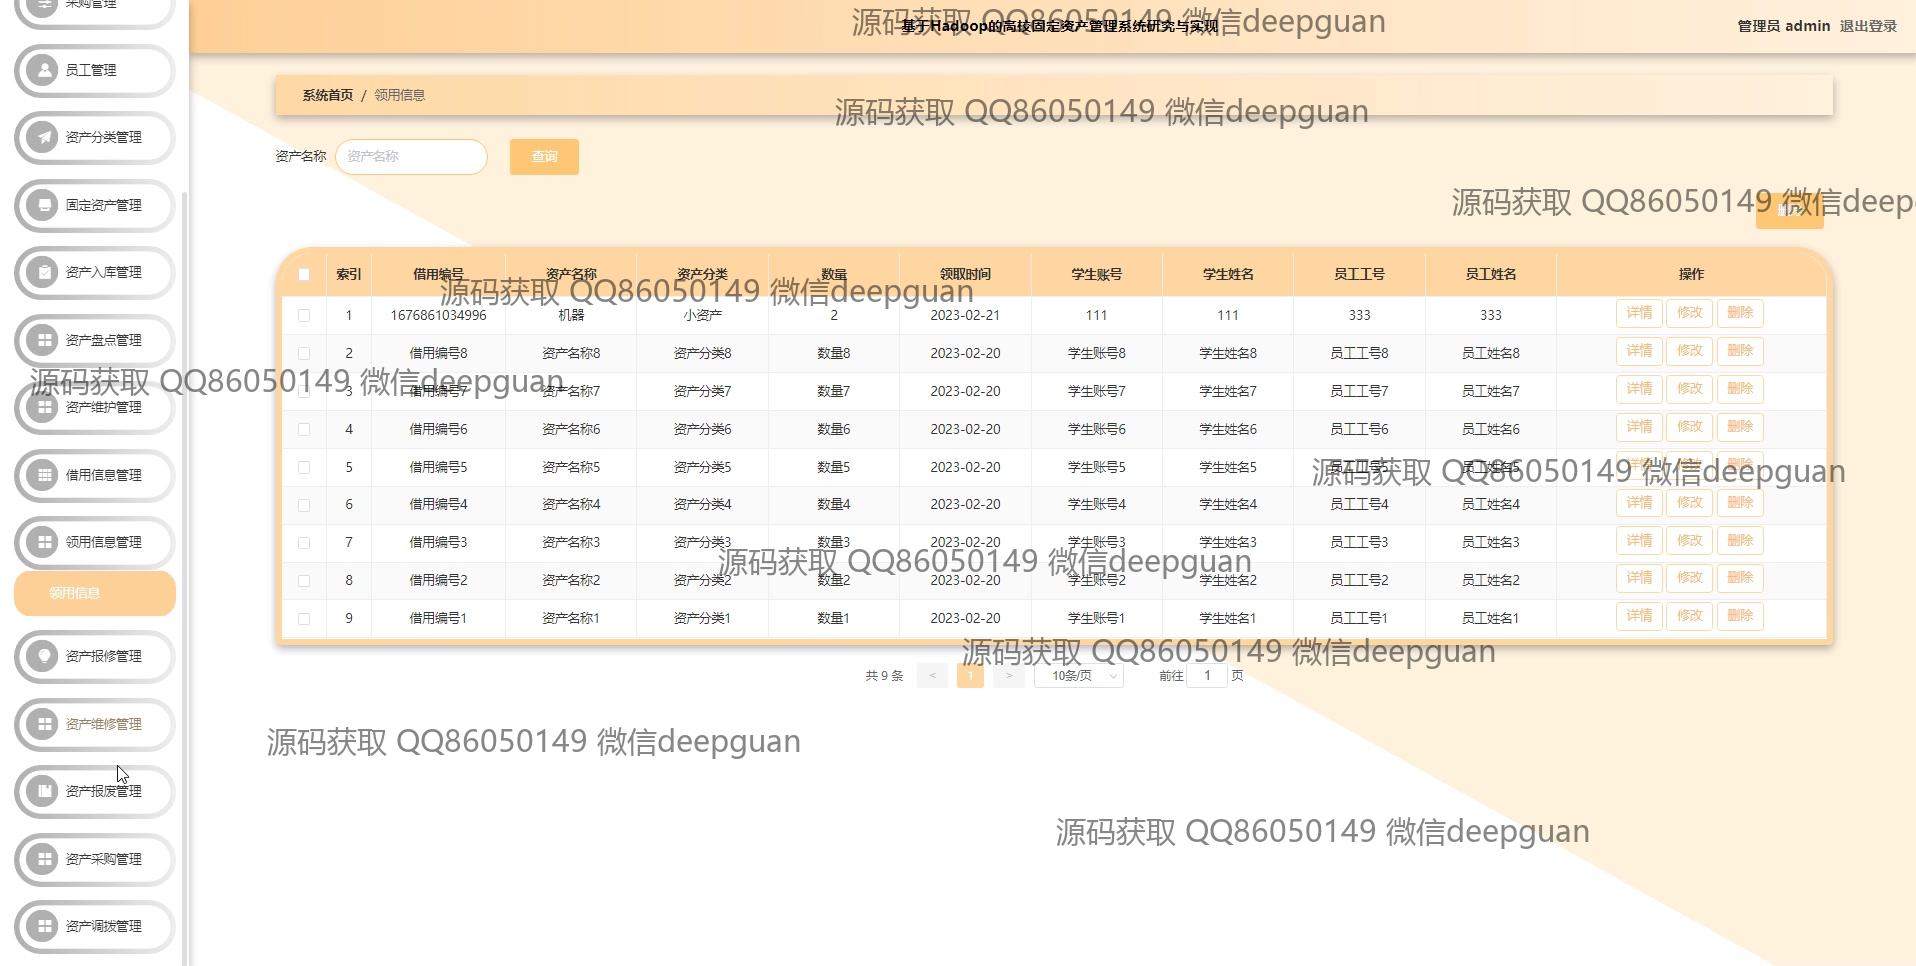 采购管理
员工管理
资产分类管理
固定资产管理
资产入库管理
资产盘点管理
资产维护管理
借用信息管理
领用信息管理
领用信息
资产报修管理
资产维修管理
资产报废管理
资产采购管理
资产调拨管理
基于Hadoop的高校固定资产管理系统研究与实现
管理员 admin 退出登录
源码获取 QQ86050149 微信deepguan
系统首页 / 领用信息
源码获取 QQ86050149 微信deepguan
资产名称 资产名称 查询
源码获取 QQ86050149 微信deep
索引 借用编号 资产名称 资产分类 数量 领取时间 学生账号 学生姓名 员工工号 员工姓名 操作
源码获取 QQ86050149 微信deepguan
1 1676861034996 机器 小资产 2 2023-02-21 111 111 333 333 详情 修改 删除
2 借用编号8 资产名称8 资产分类8 数量8 2023-02-20 学生账号8 学生姓名8 员工工号8 员工姓名8 详情 修改 删除
源码获取 QQ86050149 微信deepguan
3 借用编号7 资产名称7 资产分类7 数量7 2023-02-20 学生账号7 学生姓名7 员工工号7 员工姓名7 详情 修改 删除
4 借用编号6 资产名称6 资产分类6 数量6 2023-02-20 学生账号6 学生姓名6 员工工号6 员工姓名6 详情 修改 删除
5 借用编号5 资产名称5 资产分类5 数量5 2023-02-20 学生账号5 学生姓名5 员工工号5 员工姓名5 详情 修改 删除
源码获取 QQ86050149 微信deepguan
6 借用编号4 资产名称4 资产分类4 数量4 2023-02-20 学生账号4 学生姓名4 员工工号4 员工姓名4 详情 修改 删除
7 借用编号3 资产名称3 资产分类3 数量3 2023-02-20 学生账号3 学生姓名3 员工工号3 员工姓名3 详情 修改 删除
源码获取 QQ86050149 微信deepguan
8 借用编号2 资产名称2 资产分类2 数量2 2023-02-20 学生账号2 学生姓名2 员工工号2 员工姓名2 详情 修改 删除
9 借用编号1 资产名称1 资产分类1 数量1 2023-02-20 学生账号1 学生姓名1 员工工号1 员工姓名1 详情 修改 删除
源码获取 QQ86050149 微信deepguan
共 9 条 < 1 > 10条/页 前往 1 页
源码获取 QQ86050149 微信deepguan
源码获取 QQ86050149 微信deepguan